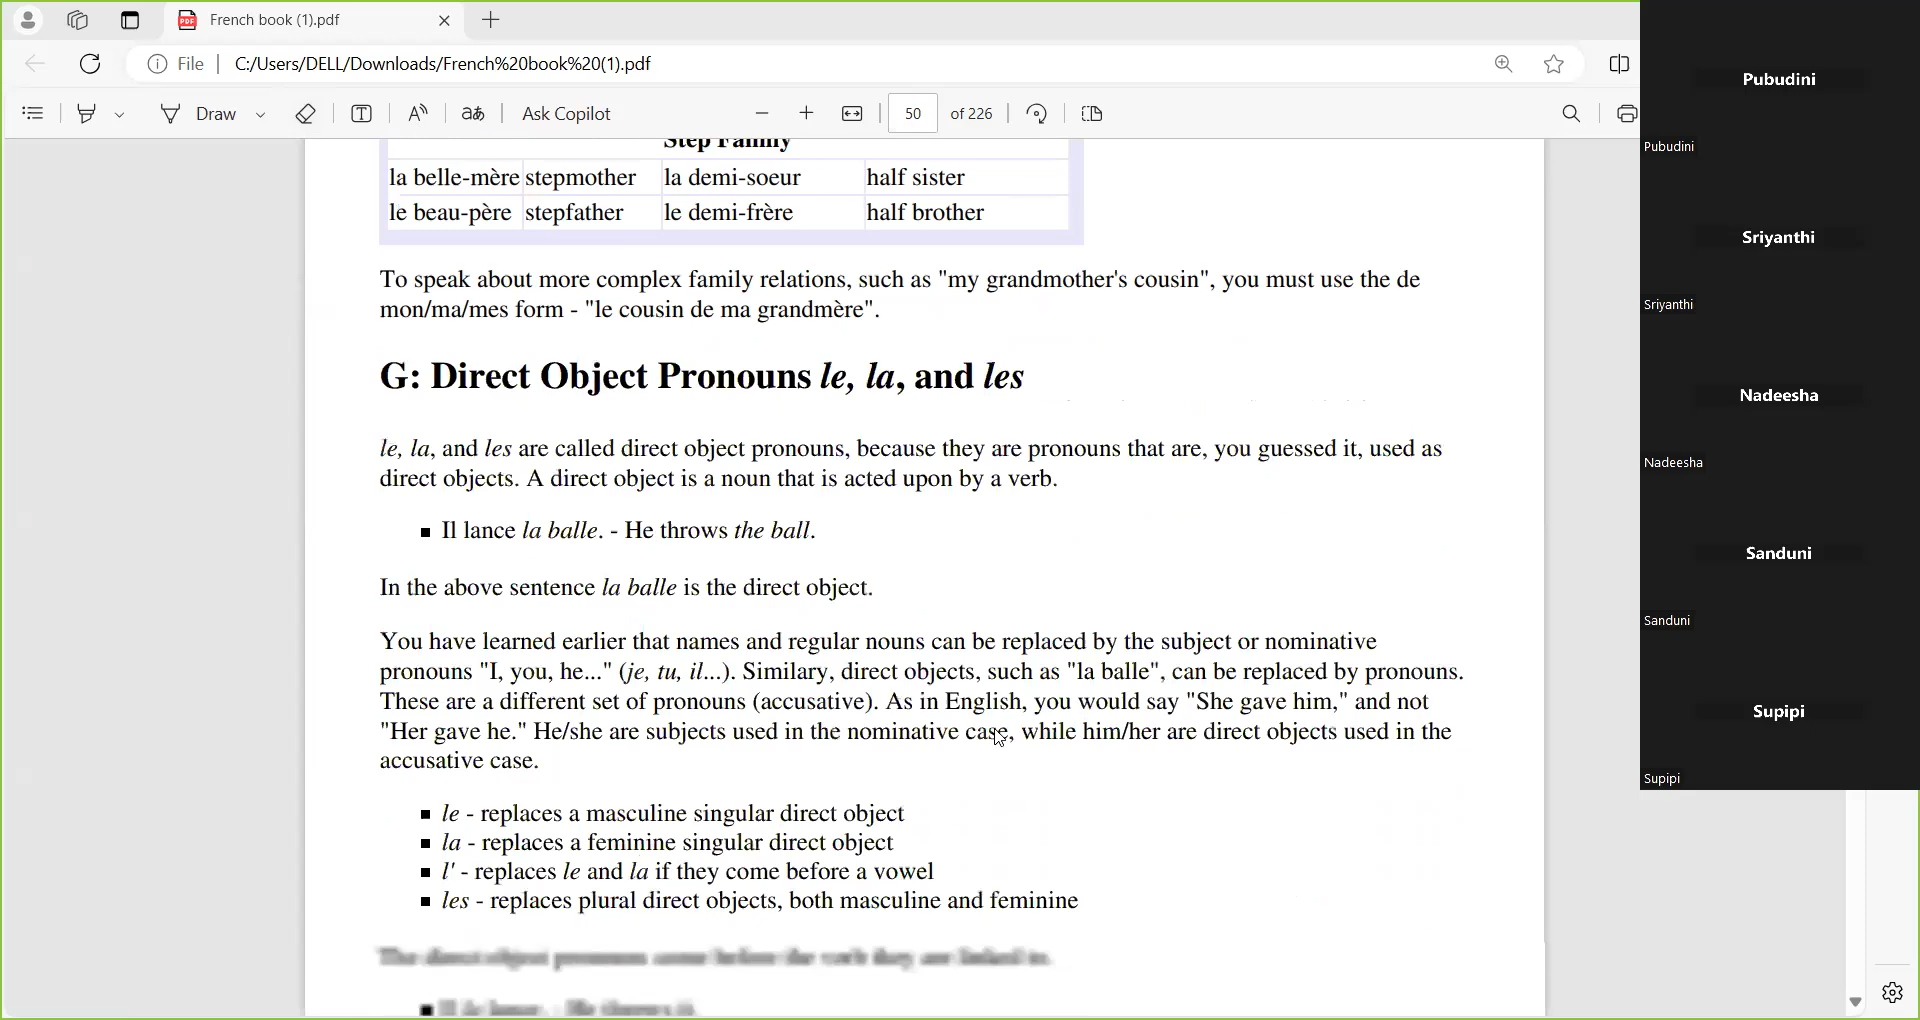 French book (1).pdf
File
C:/Users/DELL/Downloads/French%20book%20(1).pdf
Draw
Ask Copilot
50 of 226
Step Family
la belle-mère stepmother la demi-soeur half sister
le beau-père stepfather le demi-frère half brother
To speak about more complex family relations, such as "my grandmother's cousin", you must use the de
mon/ma/mes form - "le cousin de ma grandmère".
G: Direct Object Pronouns le, la, and les
le, la, and les are called direct object pronouns, because they are pronouns that are, you guessed it, used as
direct objects. A direct object is a noun that is acted upon by a verb.
Il lance la balle. - He throws the ball.
In the above sentence la balle is the direct object.
You have learned earlier that names and regular nouns can be replaced by the subject or nominative
pronouns "I, you, he..." (je, tu, il...). Similary, direct objects, such as "la balle", can be replaced by pronouns.
These are a different set of pronouns (accusative). As in English, you would say "She gave him," and not
"Her gave he." He/she are subjects used in the nominative case, while him/her are direct objects used in the
accusative case.
le - replaces a masculine singular direct object
la - replaces a feminine singular direct object
l' - replaces le and la if they come before a vowel
les - replaces plural direct objects, both masculine and feminine
The direct object pronouns come before the verb they are linked to.
Pubudini
Pubudini
Sriyanthi
Sriyanthi
Nadeesha
Nadeesha
Sanduni
Sanduni
Supipi
Supipi